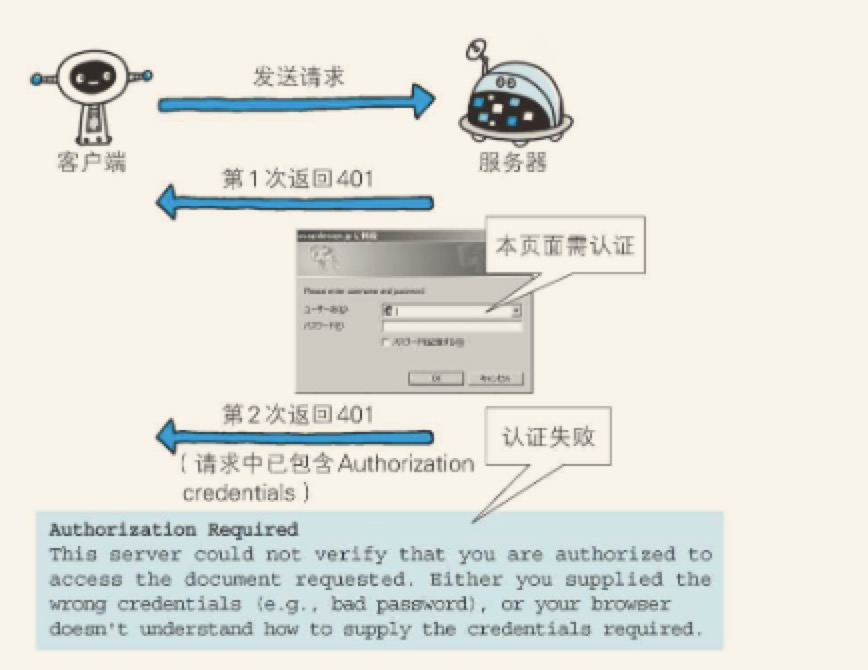 发送请求
客户端
服务器
第1次返回401
本页面需认证
Please enter username and password.
ユーザー名(U)
パスワード(P)
パスワードを記憶する(R)
OK
キャンセル
第2次返回401
认证失败
(请求中已包含Authorization
credentials)
Authorization Required
This server could not verify that you are authorized to
access the document requested. Either you supplied the
wrong credentials (e.g., bad password), or your browser
doesn't understand how to supply the credentials required.